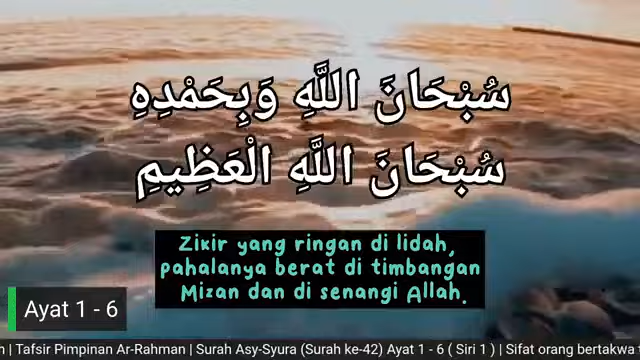 سُبْحَانَ اللَّهِ وَبِحَمْدِهِ
سُبْحَانَ اللَّهِ الْعَظِيمِ
Zikir yang ringan di lidah,
pahalanya berat di timbangan
Mizan dan di senangi Allah.
Ayat 1 - 6
| Tafsir Pimpinan Ar-Rahman | Surah Asy-Syura (Surah ke-42) Ayat 1 - 6 ( Siri 1 ) | Sifat orang bertakwa